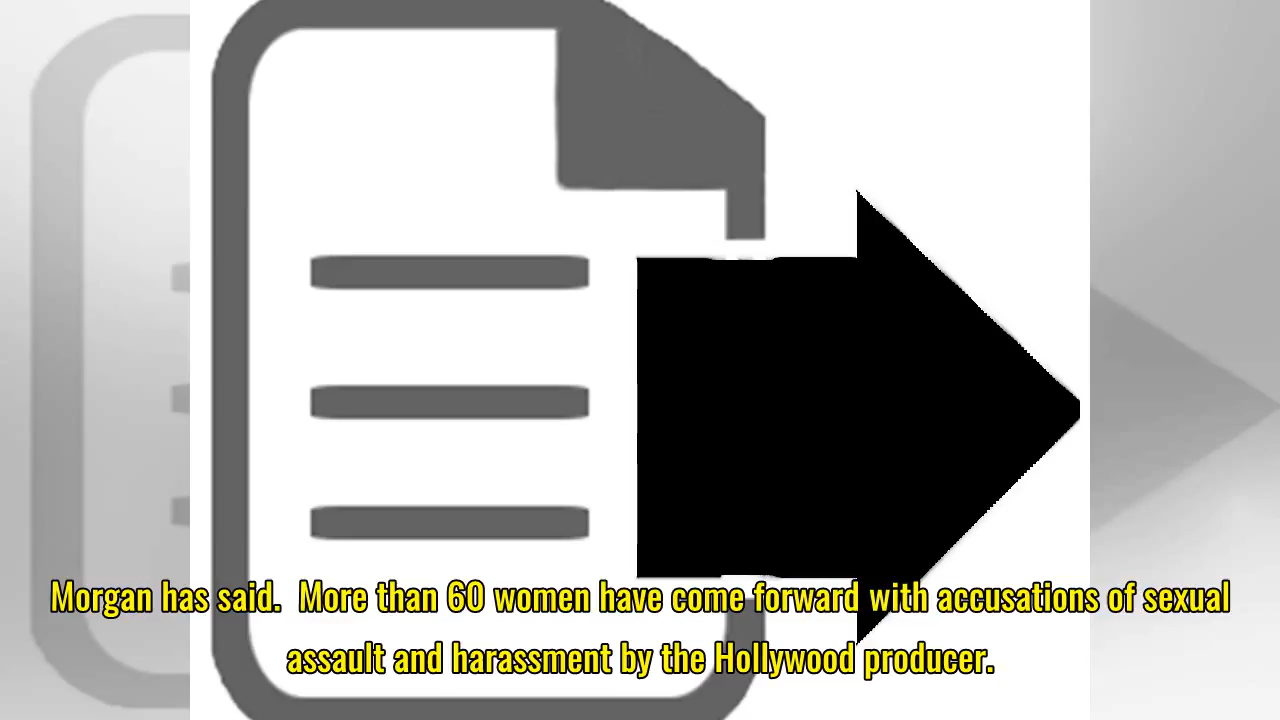 Morgan has said.  More than 60 women have come forward with accusations of sexual
assault and harassment by the Hollywood producer.